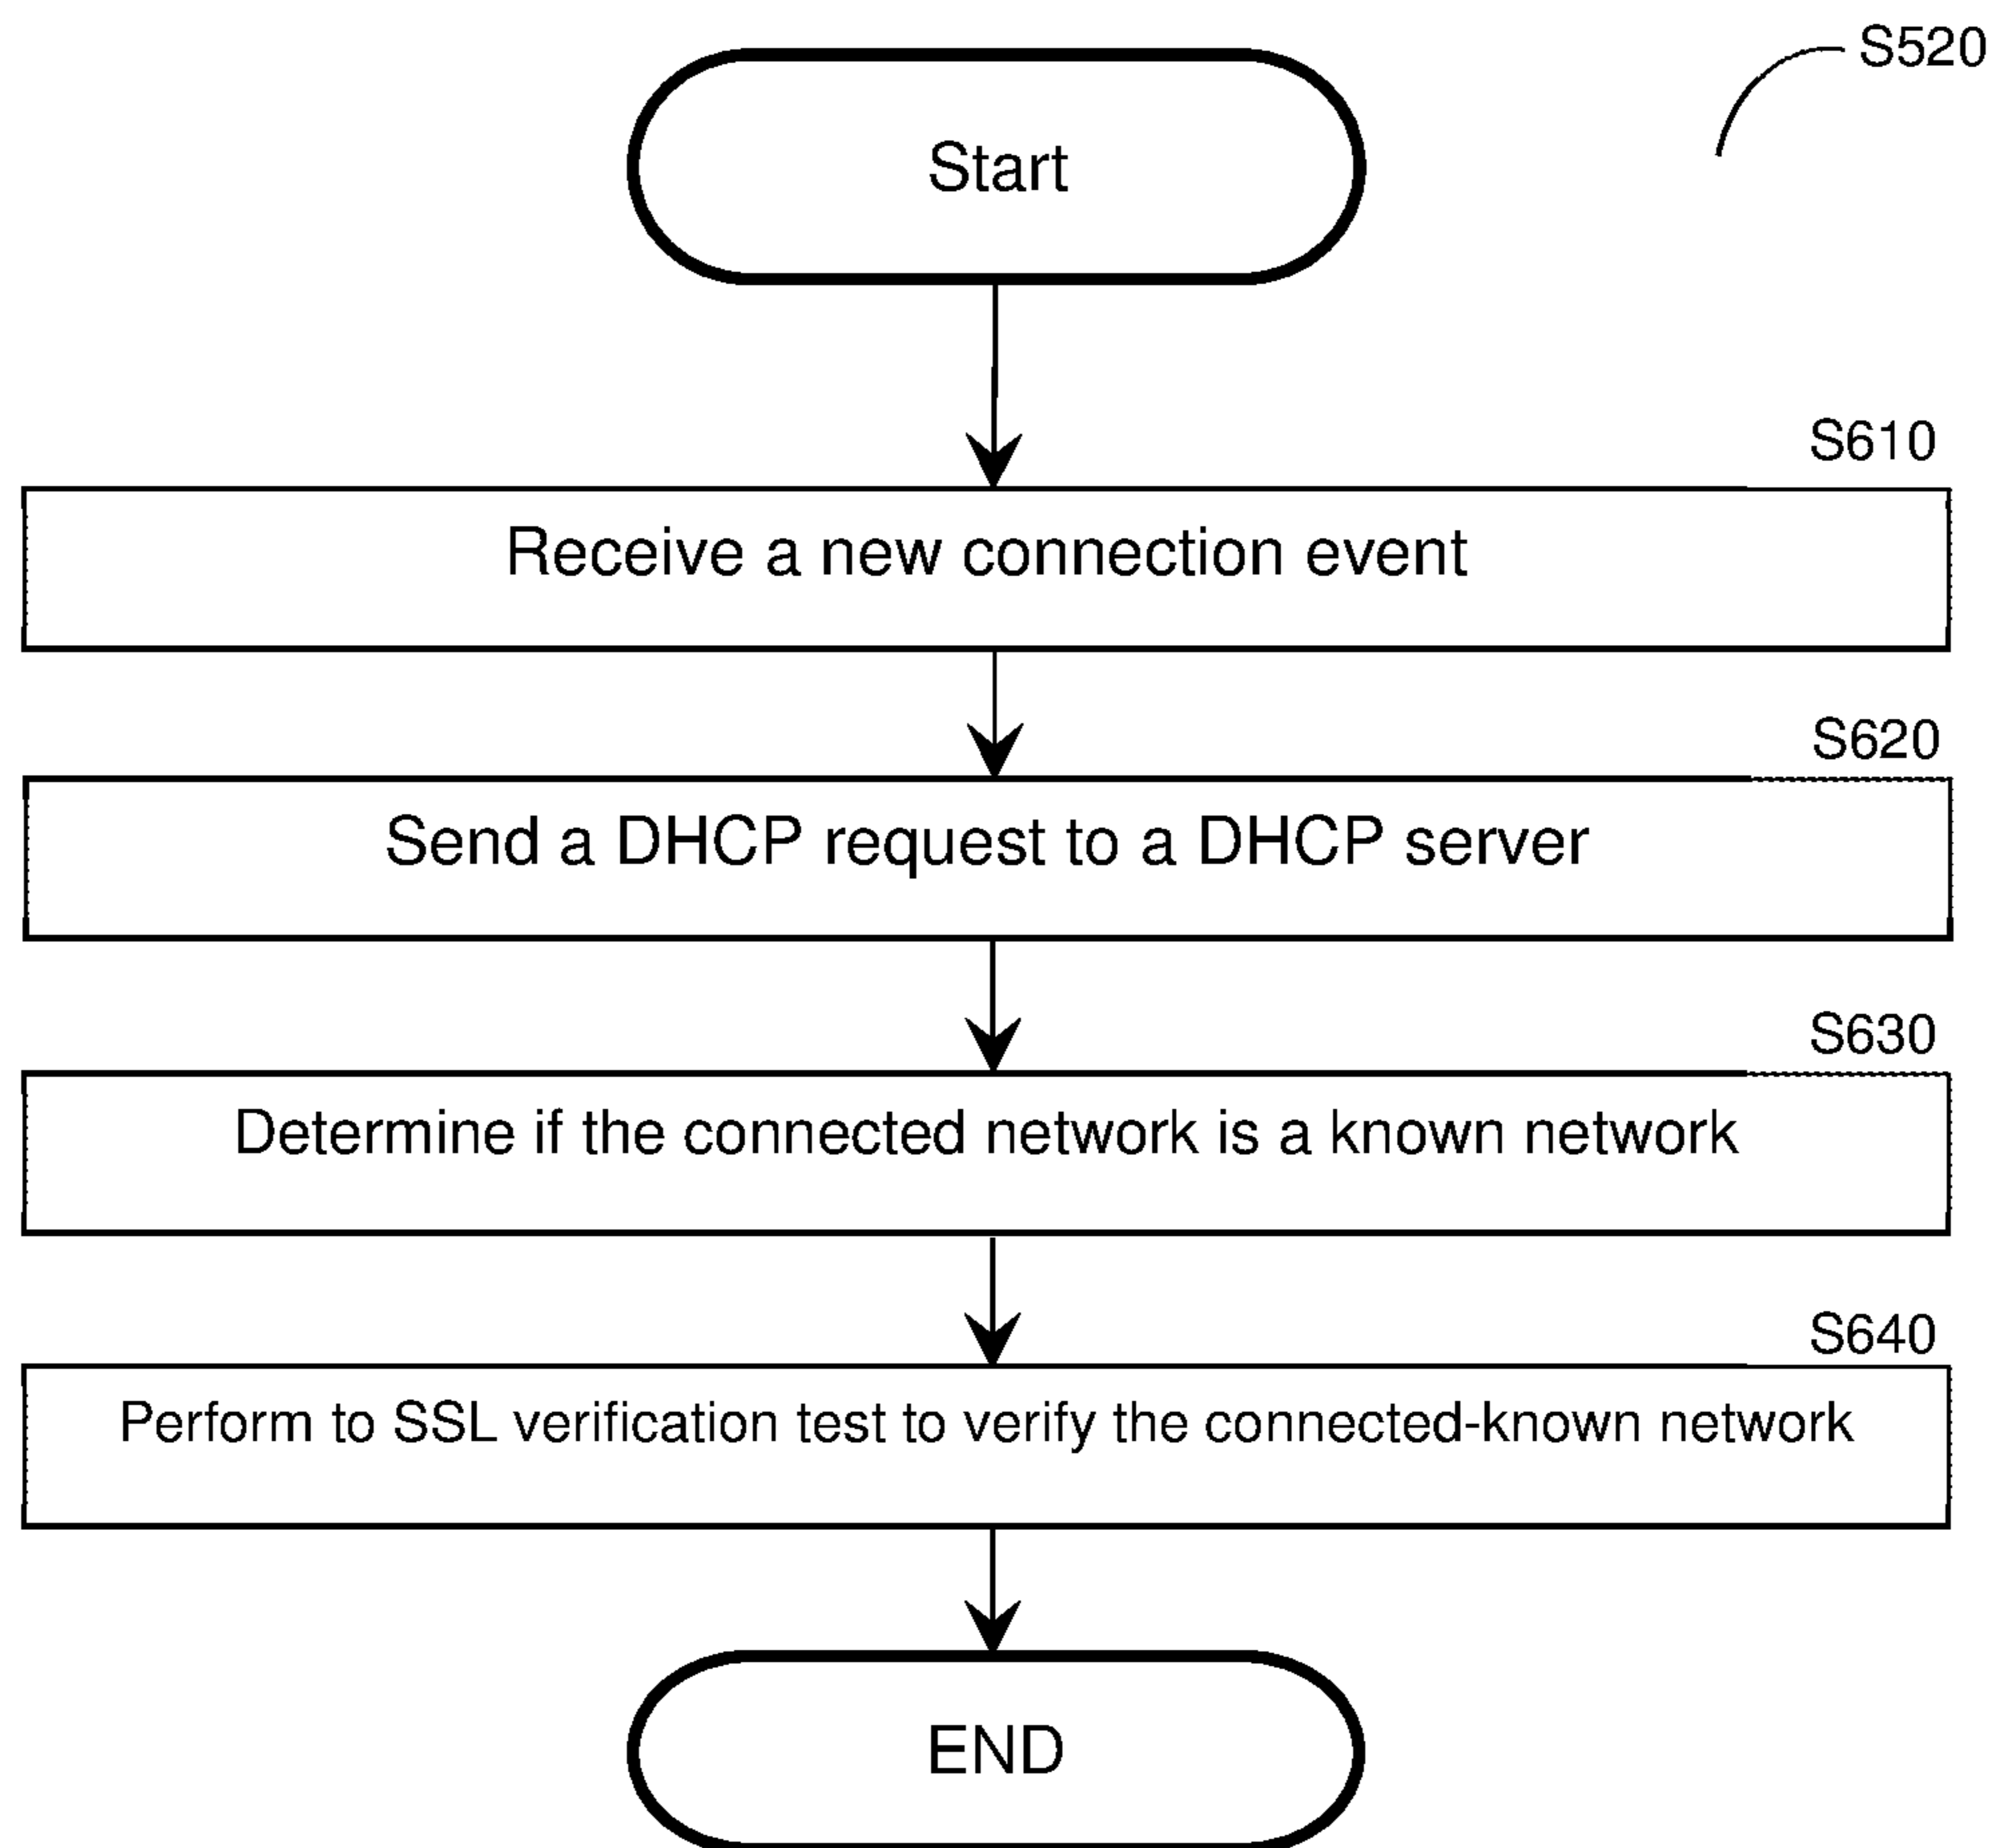 S520
Start
S610
Receive a new connection event
S620
Send a DHCP request to a DHCP server
S630
Determine if the connected network is a known network
S640
Perform to SSL verification test to verify the connected-known network
END